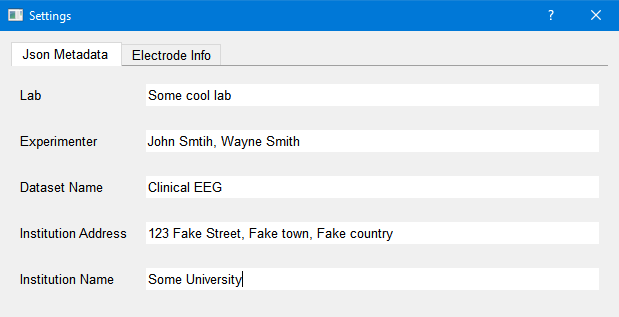 Settings
?
Json Metadata Electrode Info
Lab Some cool lab
Experimenter John Smtih, Wayne Smith
Dataset Name Clinical EEG
Institution Address 123 Fake Street, Fake town, Fake country
Institution Name Some University